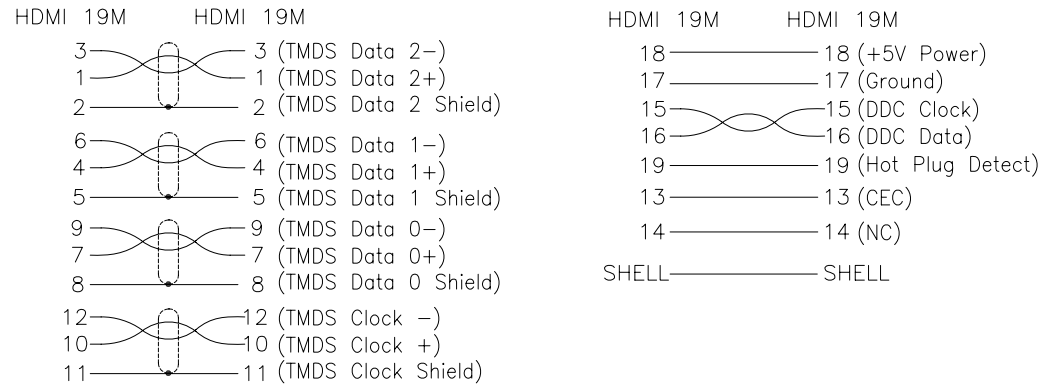 HDMI 19M HDMI 19M
3 3 (TMDS Data 2-)
1 1 (TMDS Data 2+)
2 2 (TMDS Data 2 Shield)
6 6 (TMDS Data 1-)
4 4 (TMDS Data 1+)
5 5 (TMDS Data 1 Shield)
9 9 (TMDS Data 0-)
7 7 (TMDS Data 0+)
8 8 (TMDS Data 0 Shield)
12 12 (TMDS Clock -)
10 10 (TMDS Clock +)
11 11 (TMDS Clock Shield)
HDMI 19M HDMI 19M
18 18 (+5V Power)
17 17 (Ground)
15 15 (DDC Clock)
16 16 (DDC Data)
19 19 (Hot Plug Detect)
13 13 (CEC)
14 14 (NC)
SHELL SHELL